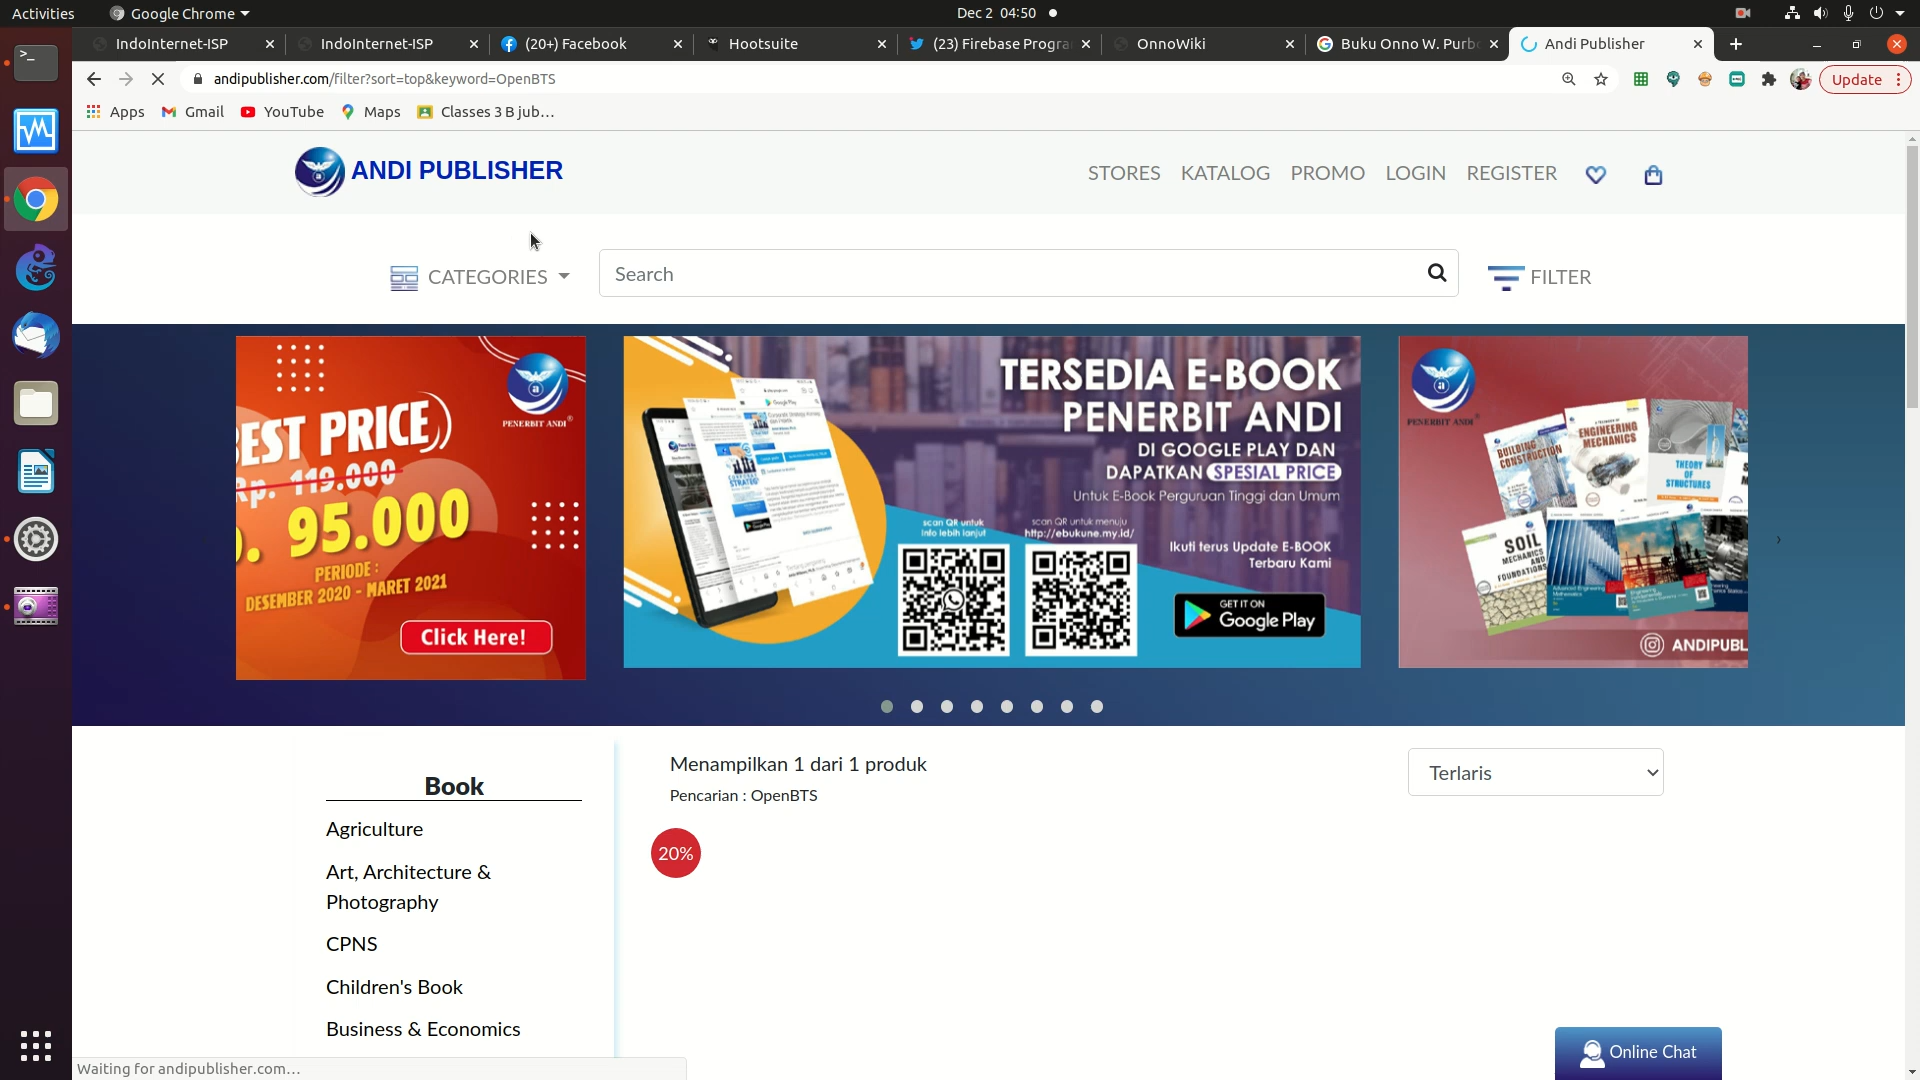 Activities
Google Chrome
Dec 2 04:50
IndoInternet-ISP
IndoInternet-ISP
(20+) Facebook
Hootsuite
(23) Firebase Progra
OnnoWiki
Buku Onno W. Purb
Andi Publisher
andipublisher.com/filter?sort=top&keyword=OpenBTS
Update
Apps
Gmail
YouTube
Maps
Classes 3 B jub...
ANDI PUBLISHER
STORES
KATALOG
PROMO
LOGIN
REGISTER
CATEGORIES
Search
FILTER
PENERBIT ANDI
BEST PRICE
Rp. 119.000
95.000
PERIODE :
DESEMBER 2020 - MARET 2021
Click Here!
TERSEDIA E-BOOK
PENERBIT ANDI
DI GOOGLE PLAY DAN
DAPATKAN SPESIAL PRICE
Untuk E-Book Perguruan Tinggi dan Umum
scan QR untuk
info lebih lanjut
scan QR untuk menuju
http://ebukune.my.id/
Ikuti terus Update E-BOOK
Terbaru Kami
GET IT ON
Google Play
PENERBIT ANDI
BUILDING
CONSTRUCTION
ENGINEERING
MECHANICS
THEORY
OF
STRUCTURES
SOIL
MECHANICS
AND
FOUNDATIONS
ANDIPUBL
Book
Agriculture
Art, Architecture &
Photography
CPNS
Children's Book
Business & Economics
Menampilkan 1 dari 1 produk
Pencarian : OpenBTS
Terlaris
20%
Online Chat
Waiting for andipublisher.com...